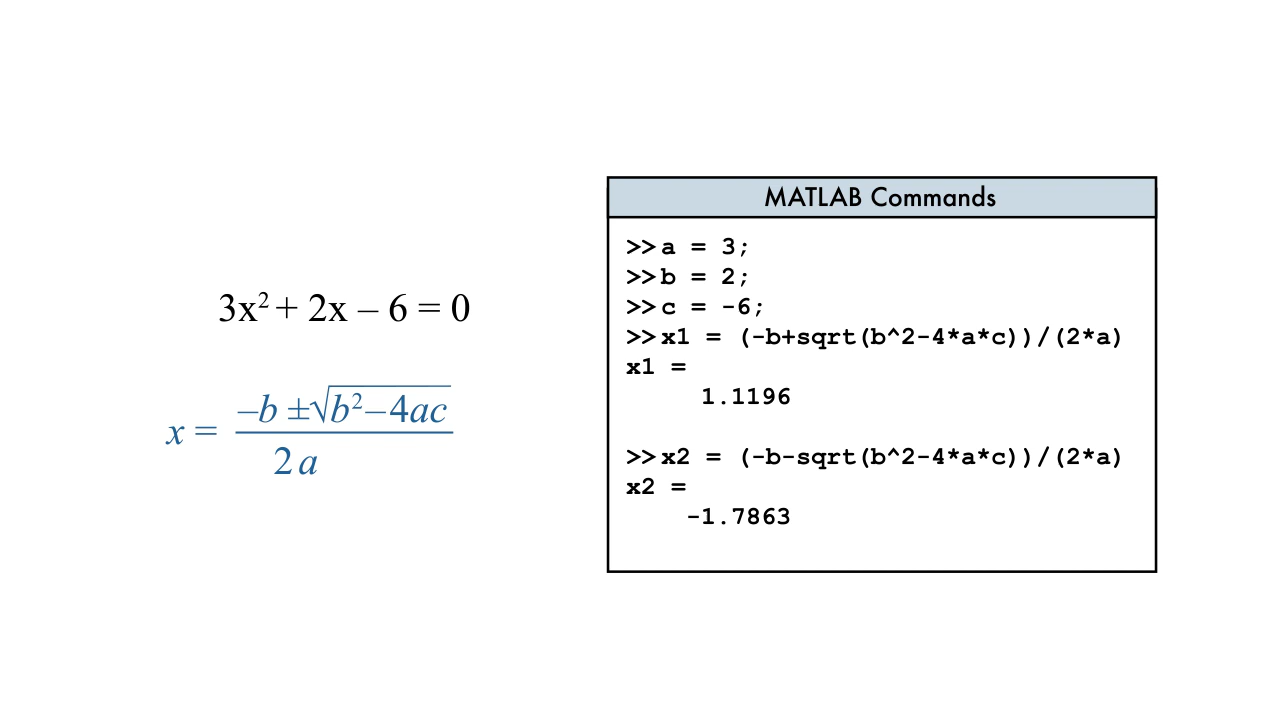 3x² + 2x – 6 = 0
x = –b ±√b²–4ac
2a
MATLAB Commands
>>a = 3;
>>b = 2;
>>c = -6;
>>x1 = (-b+sqrt(b^2-4*a*c))/(2*a)
x1 =
1.1196
>>x2 = (-b-sqrt(b^2-4*a*c))/(2*a)
x2 =
-1.7863